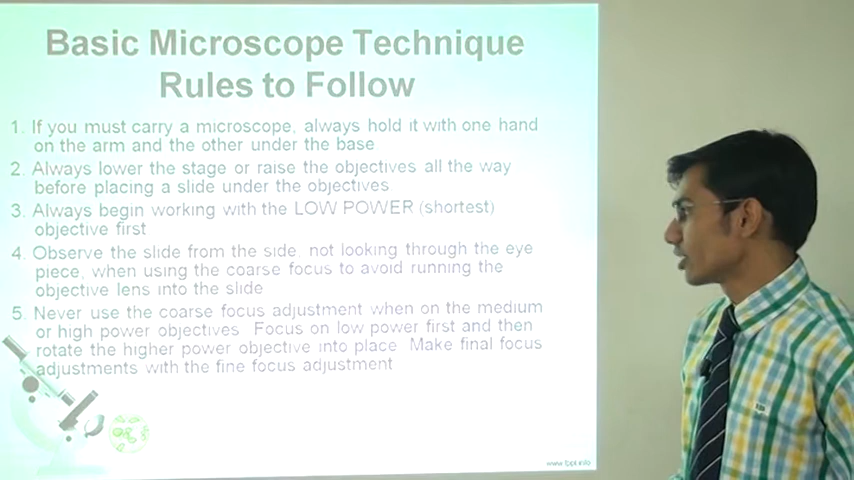 Basic Microscope Technique
Rules to Follow
1. If you must carry a microscope, always hold it with one hand
on the arm and the other under the base
2. Always lower the stage or raise the objectives all the way
before placing a slide under the objectives
3. Always begin working with the LOW POWER (shortest)
objective first
4. Observe the slide from the side, not looking through the eye
piece, when using the coarse focus to avoid running the
objective lens into the slide
5. Never use the coarse focus adjustment when on the medium
or high power objectives. Focus on low power first and then
rotate the higher power objective into place. Make final focus
adjustments with the fine focus adjustment